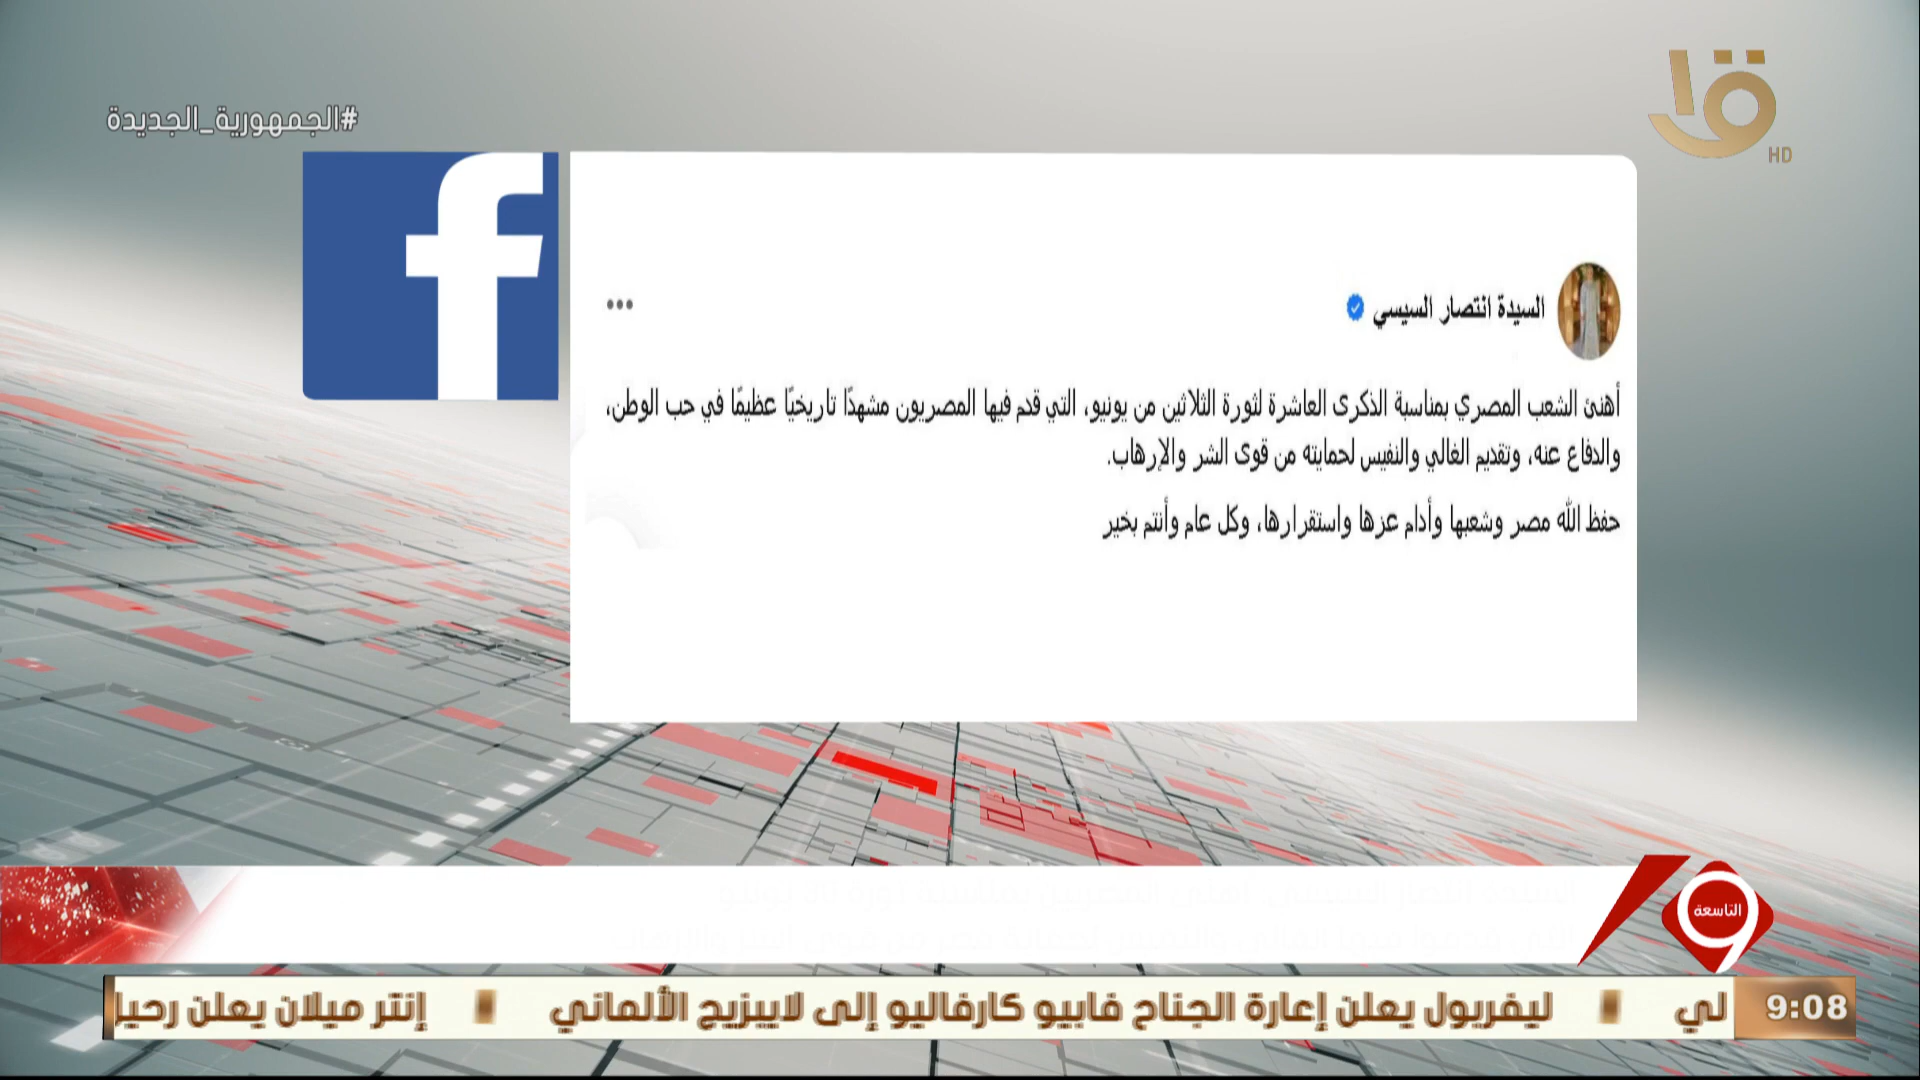 #الجمهورية_الجديدة
HD
السيدة انتصار السيسي
أهنئ الشعب المصري بمناسبة الذكرى العاشرة لثورة الثلاثين من يونيو، التي قدم فيها المصريون مشهدًا تاريخيًا عظيمًا في حب الوطن،
والدفاع عنه، وتقديم الغالي والنفيس لحمايته من قوى الشر والإرهاب.
حفظ الله مصر وشعبها وأدام عزها واستقرارها، وكل عام وأنتم بخير
التاسعة
9:08
لي
ليفربول يعلن إعارة الجناح فابيو كارفاليو إلى لايبزيج الألماني
إنتر ميلان يعلن رحيل